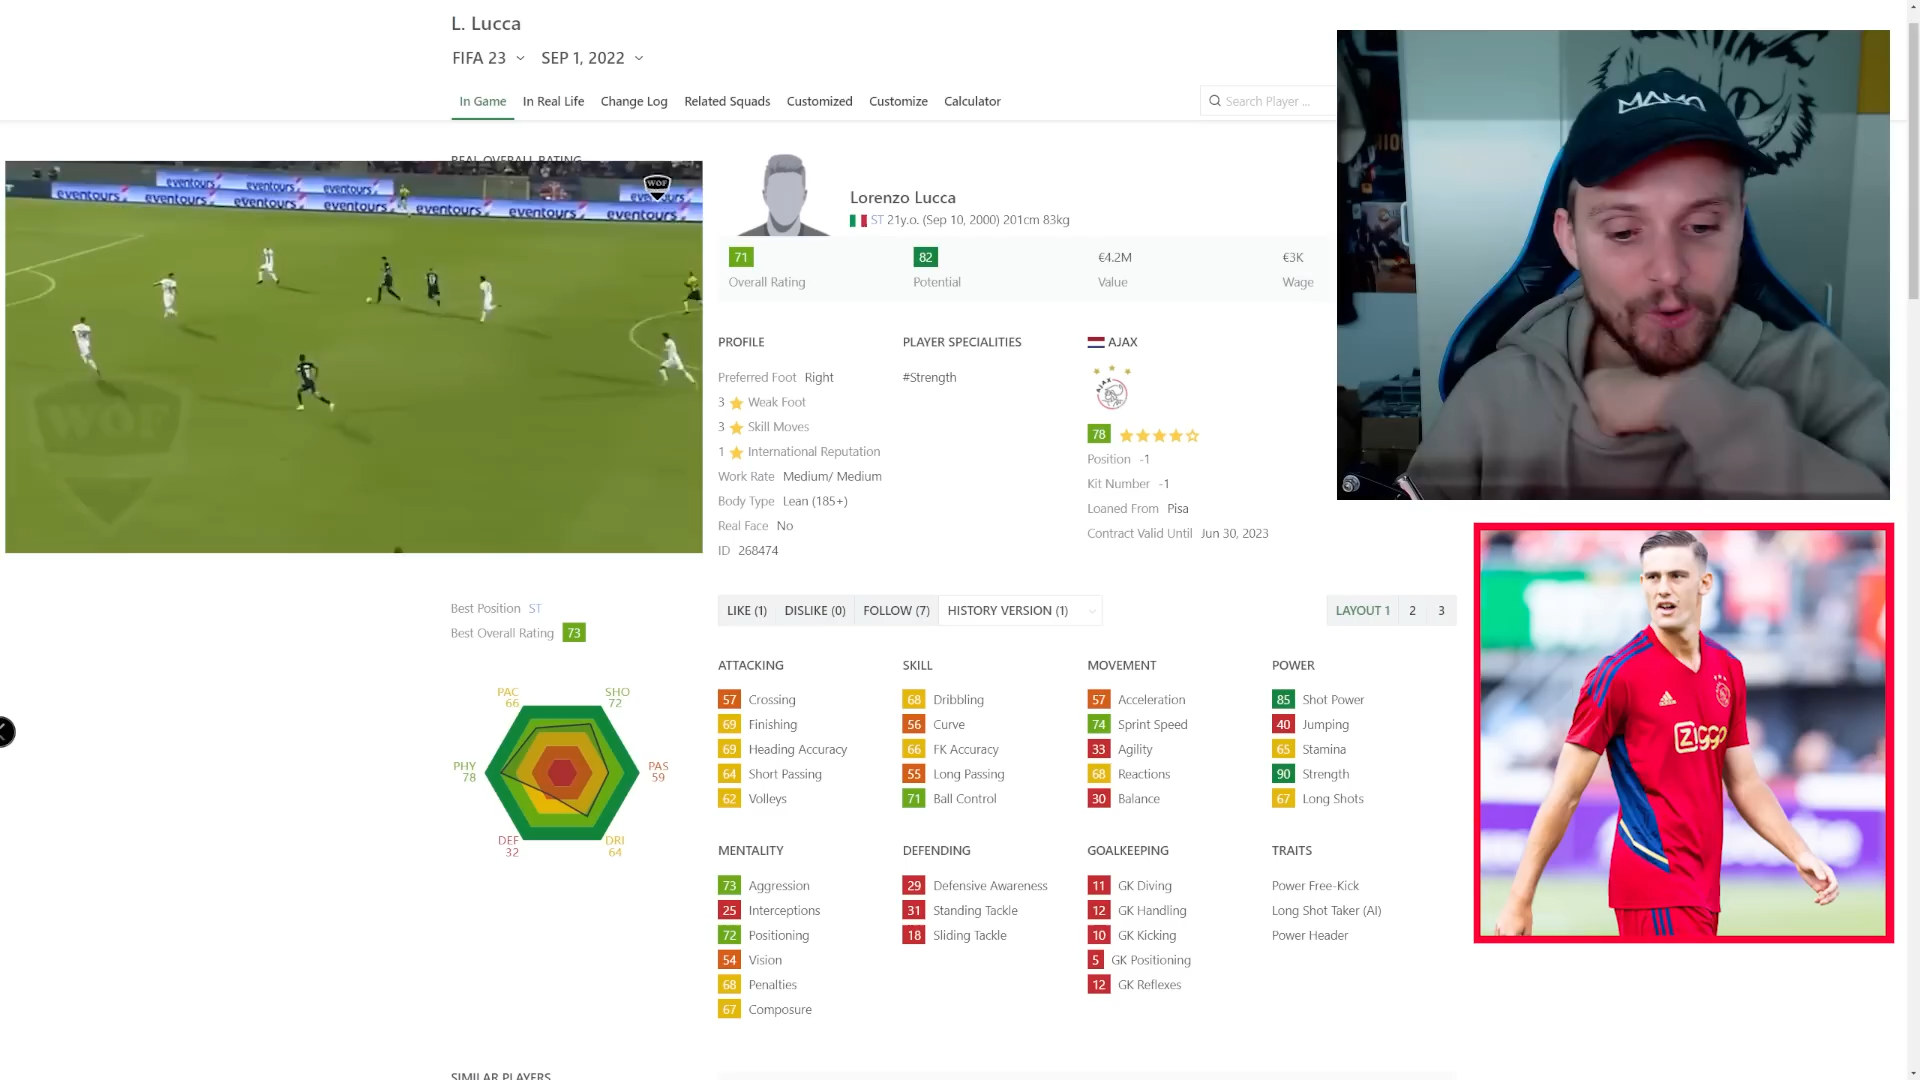 L. Lucca
FIFA 23 SEP 1, 2022
In Game In Real Life Change Log Related Squads Customized Customize Calculator
Search Player ...
REAL OVERALL RATING
WOF
eventours eventours eventours eventours
eventours eventours eventours eventours
WOF
Lorenzo Lucca
ST 21y.o. (Sep 10, 2000) 201cm 83kg
71 82 €4.2M €3K
Overall Rating Potential Value Wage
PROFILE
Preferred Foot Right
3 Weak Foot
3 Skill Moves
1 International Reputation
Work Rate Medium/ Medium
Body Type Lean (185+)
Real Face No
ID 268474
PLAYER SPECIALITIES
#Strength
AJAX
AJAX
78
Position -1
Kit Number -1
Loaned From Pisa
Contract Valid Until Jun 30, 2023
MAMA
Best Position ST
Best Overall Rating 73
LIKE (1) DISLIKE (0) FOLLOW (7) HISTORY VERSION (1)
LAYOUT 1 2 3
PAC 66
SHO 72
PHY 78
PAS 59
DEF 32
DRI 64
ATTACKING
57 Crossing
69 Finishing
69 Heading Accuracy
64 Short Passing
62 Volleys
SKILL
68 Dribbling
56 Curve
66 FK Accuracy
55 Long Passing
71 Ball Control
MOVEMENT
57 Acceleration
74 Sprint Speed
33 Agility
68 Reactions
30 Balance
POWER
85 Shot Power
40 Jumping
65 Stamina
90 Strength
67 Long Shots
MENTALITY
73 Aggression
25 Interceptions
72 Positioning
54 Vision
68 Penalties
67 Composure
DEFENDING
29 Defensive Awareness
31 Standing Tackle
18 Sliding Tackle
GOALKEEPING
11 GK Diving
12 GK Handling
10 GK Kicking
5 GK Positioning
12 GK Reflexes
TRAITS
Power Free-Kick
Long Shot Taker (AI)
Power Header
Ziggo
SIMILAR PLAYERS